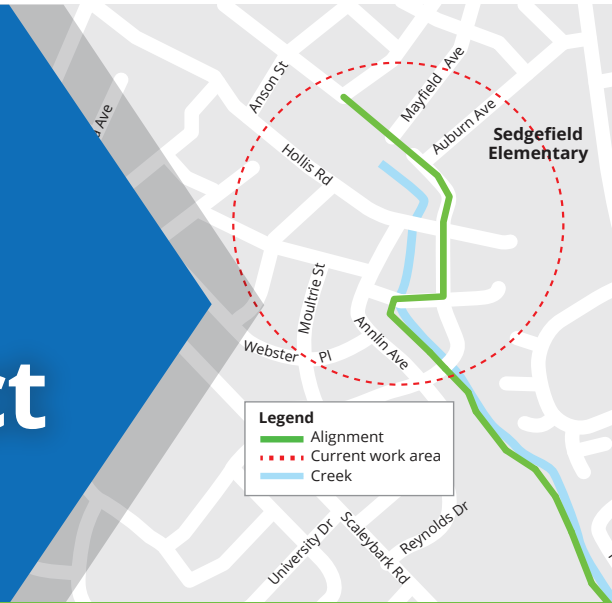 Anson St
Mayfield Ave
Auburn Ave
Sedgefield
Elementary
Hollis Rd
Moultrie St
Annlin Ave
Webster Pl
Legend
Alignment
Current work area
Creek
University Dr
Scaleybark Rd
Reynolds Dr